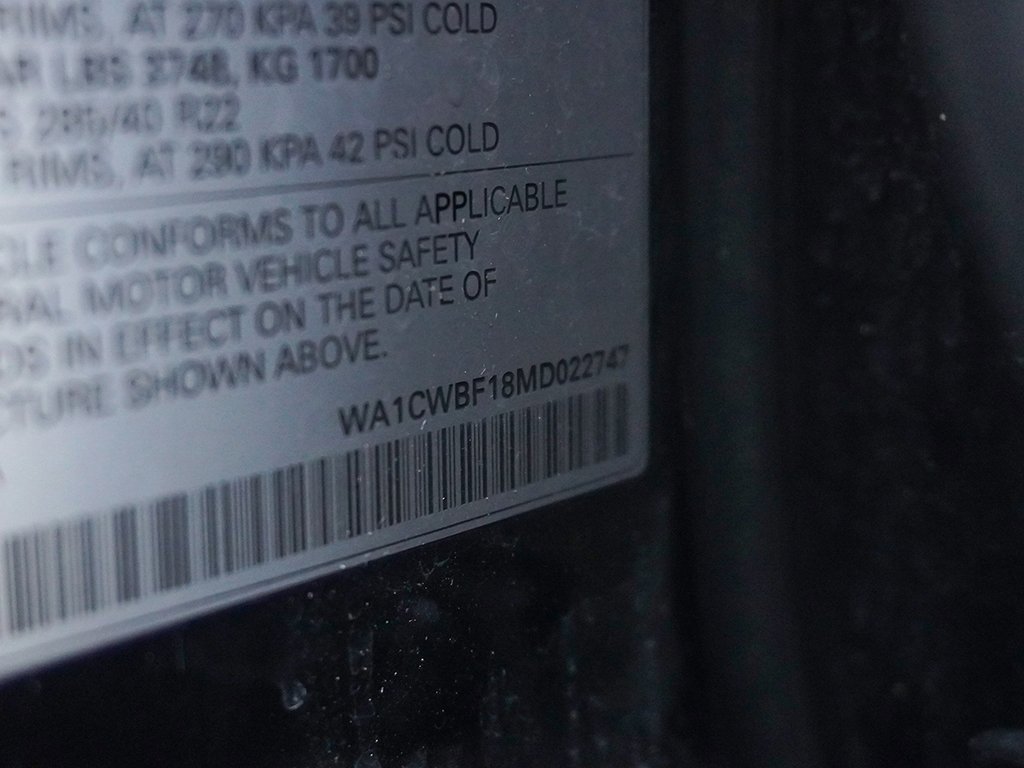 RIMS, AT 270 KPA 39 PSI COLD
LBS 2748, KG 1700
285/40 R22
RIMS, AT 290 KPA 42 PSI COLD
CONFORMS TO ALL APPLICABLE
MOTOR VEHICLE SAFETY
IN EFFECT ON THE DATE OF
SHOWN ABOVE.
WA1CWBF18MD022747